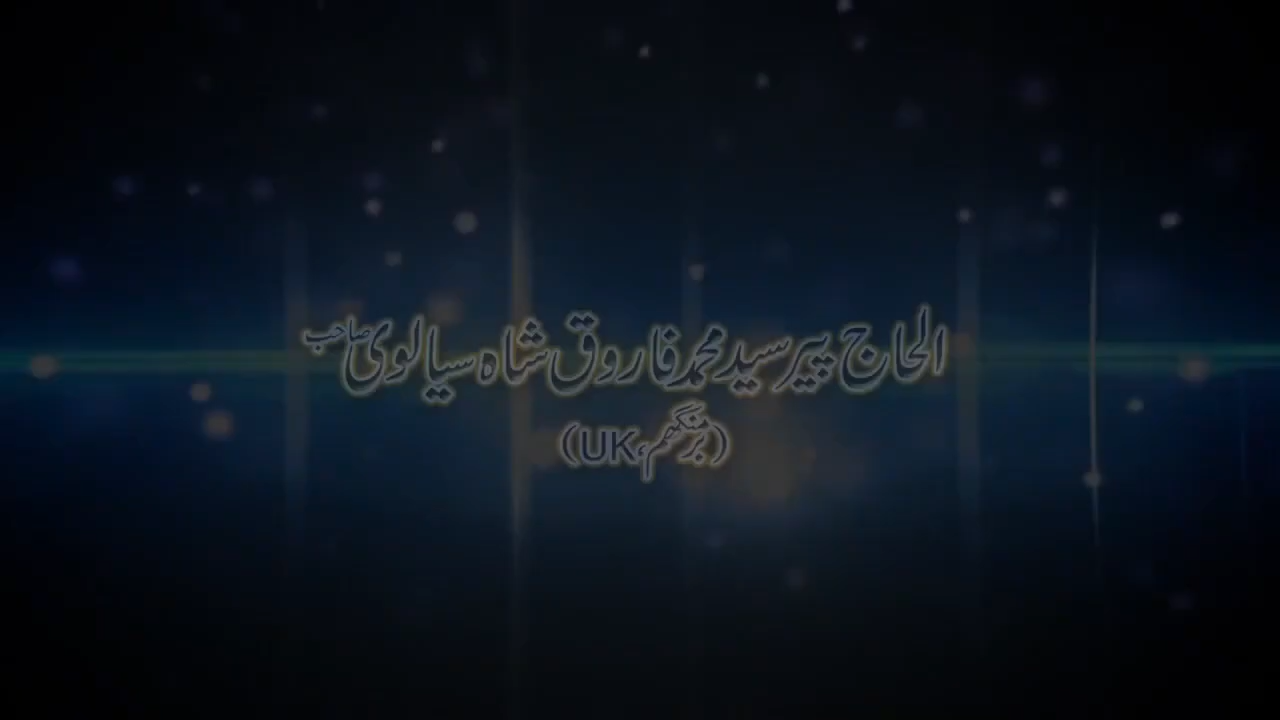 الحاج پیر سید محمد فاروق شاہ سیالوی صاحب
(برمنگھم، UK)